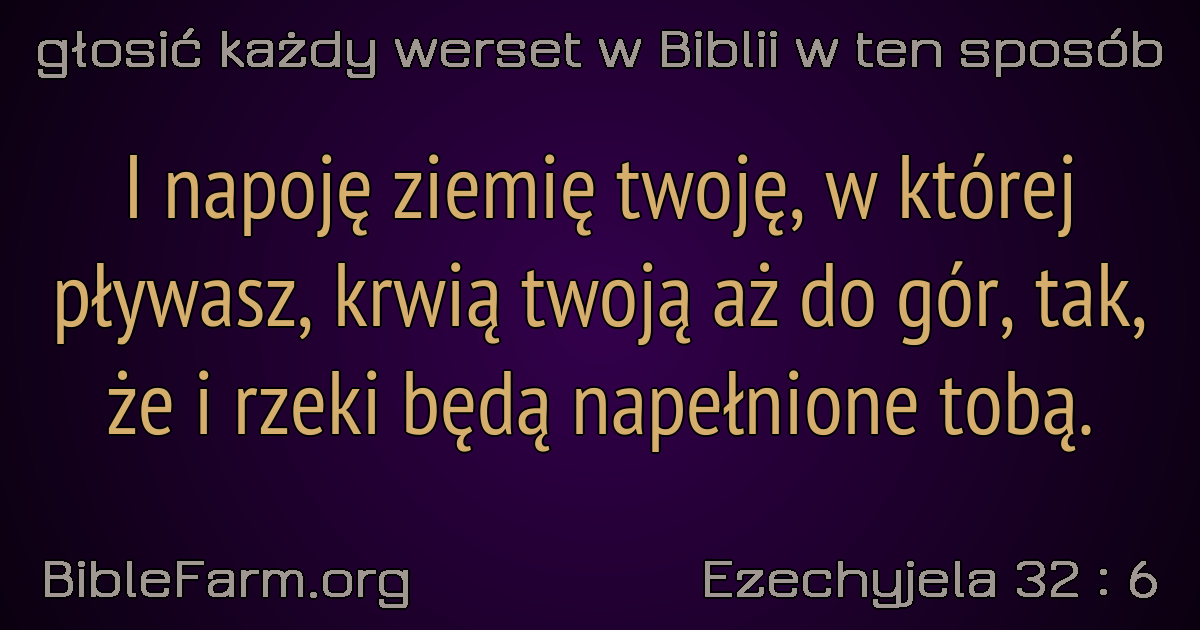 głosić każdy werset w Biblii w ten sposób
I napoję ziemię twoję, w której
pływasz, krwią twoją aż do gór, tak,
że i rzeki będą napełnione tobą.
BibleFarm.org
Ezechyjela 32 : 6